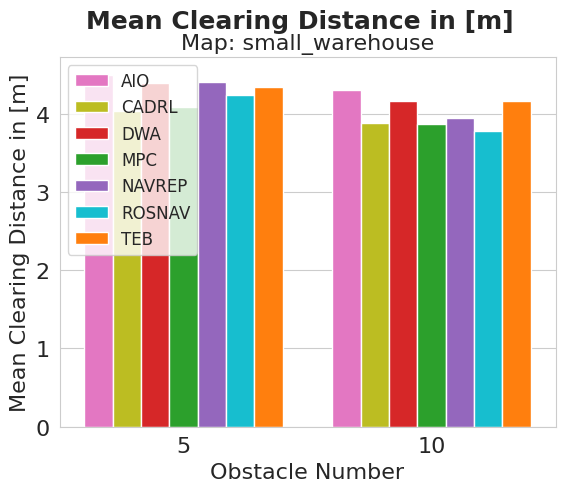 Mean Clearing Distance in [m]
Map: small_warehouse
Mean Clearing Distance in [m]
4
3
2
1
0
AIO
CADRL
DWA
MPC
NAVREP
ROSNAV
TEB
5
10
Obstacle Number